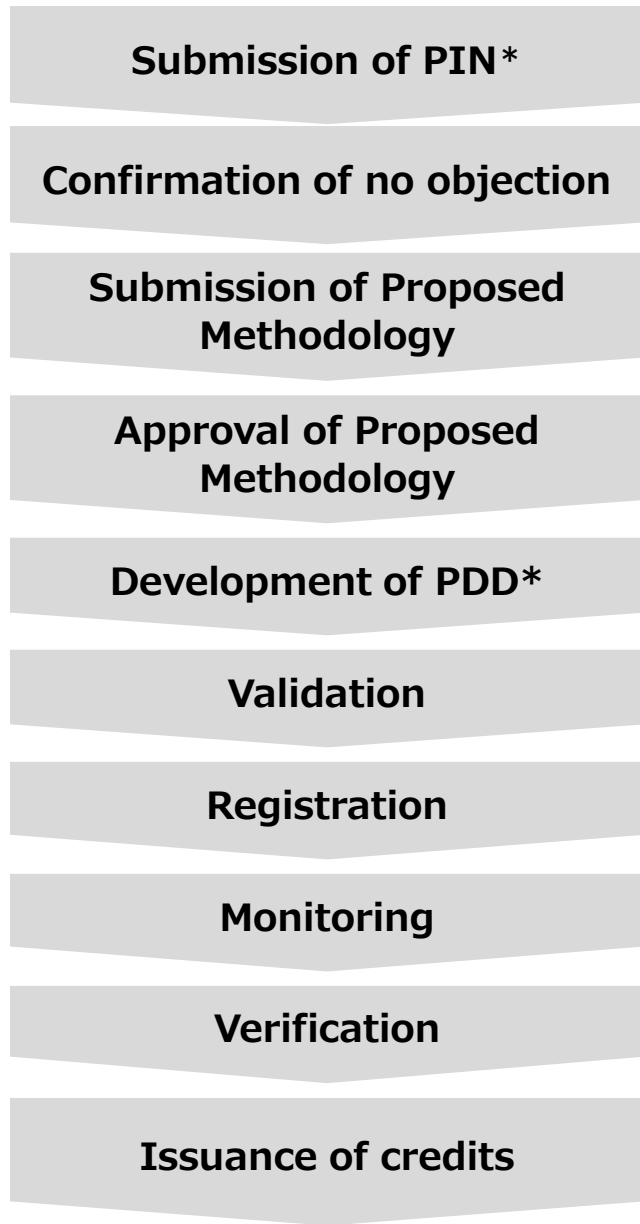 Submission of PIN*
Confirmation of no objection
Submission of Proposed
Methodology
Approval of Proposed
Methodology
Development of PDD*
Validation
Registration
Monitoring
Verification
Issuance of credits